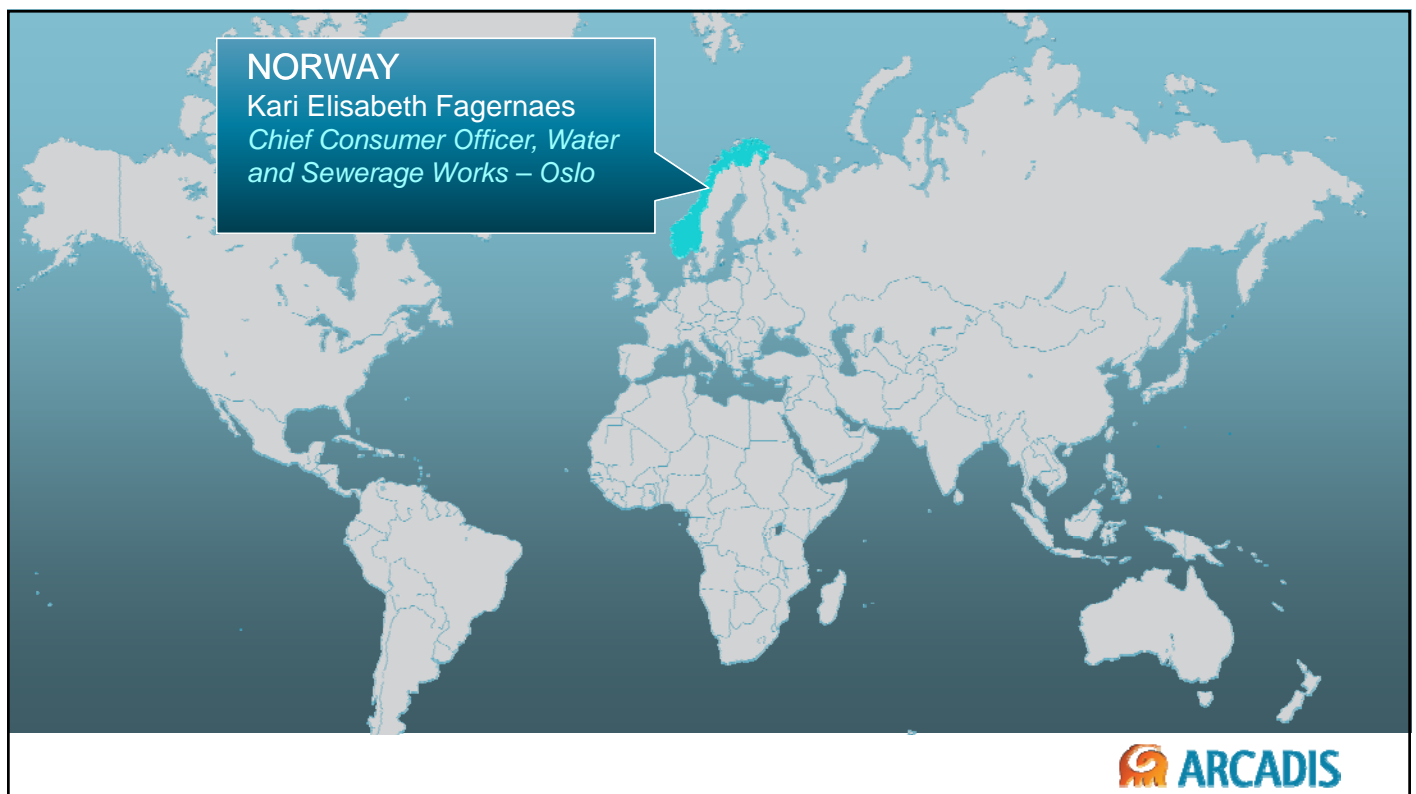 NORWAY
Kari Elisabeth Fagernaes
Chief Consumer Officer, Water
and Sewerage Works – Oslo
ARCADIS